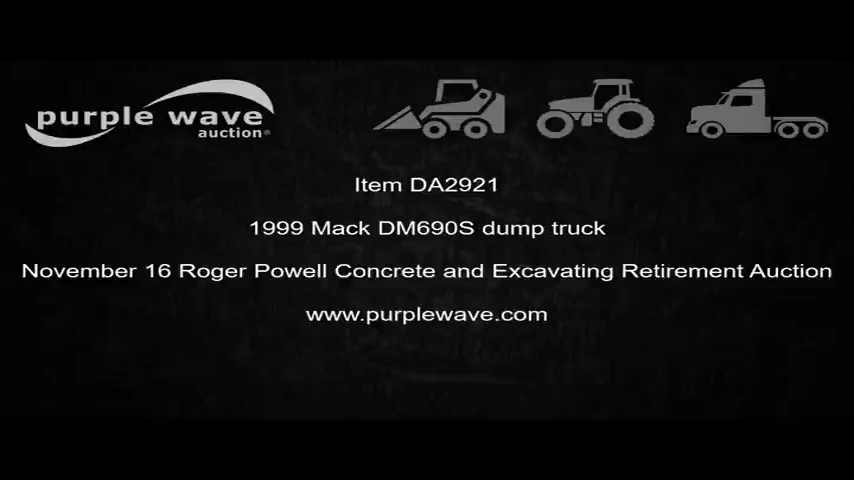 purple wave
auction®
Item DA2921
1999 Mack DM690S dump truck
November 16 Roger Powell Concrete and Excavating Retirement Auction
www.purplewave.com